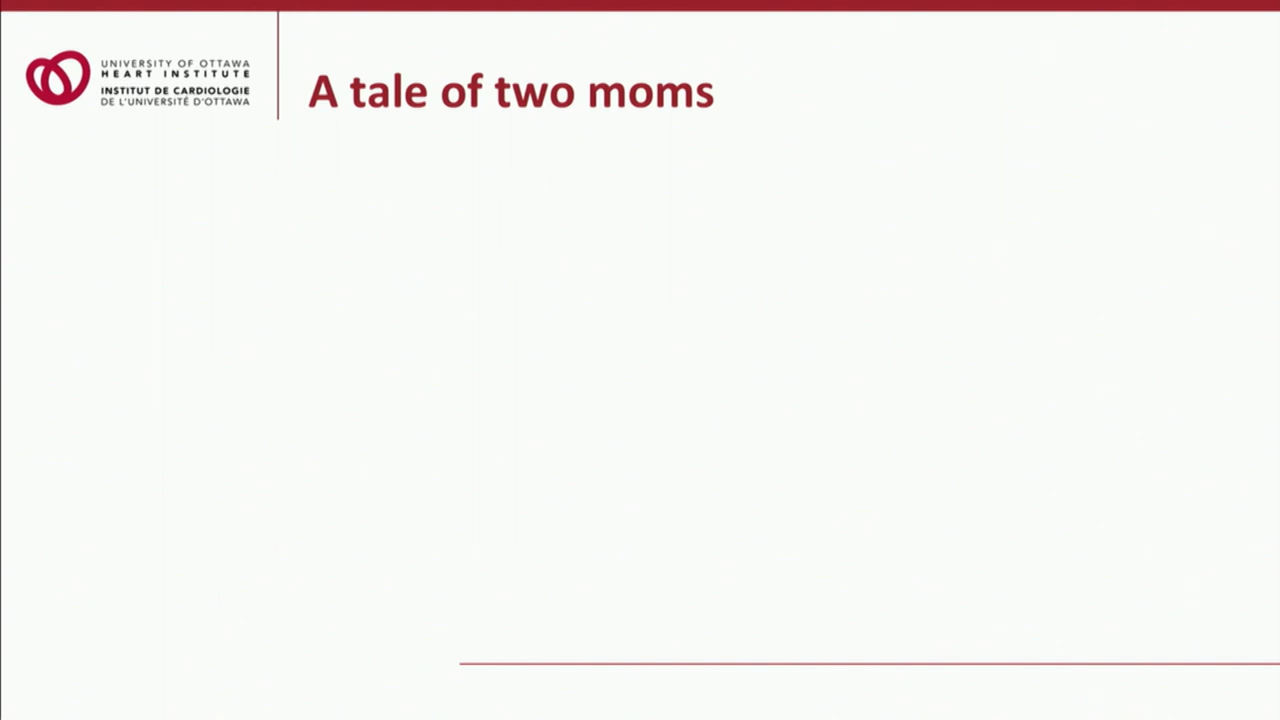 UNIVERSITY OF OTTAWA
HEART INSTITUTE
INSTITUT DE CARDIOLOGIE
DE L'UNIVERSITÉ D'OTTAWA
A tale of two moms